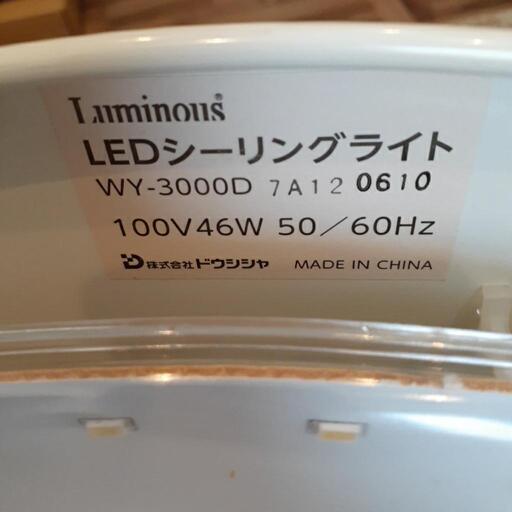 Luminous
LEDシーリングライト
WY-3000D 7A12 0610
100V46W 50／60Hz
株式会社ドウシシャ MADE IN CHINA